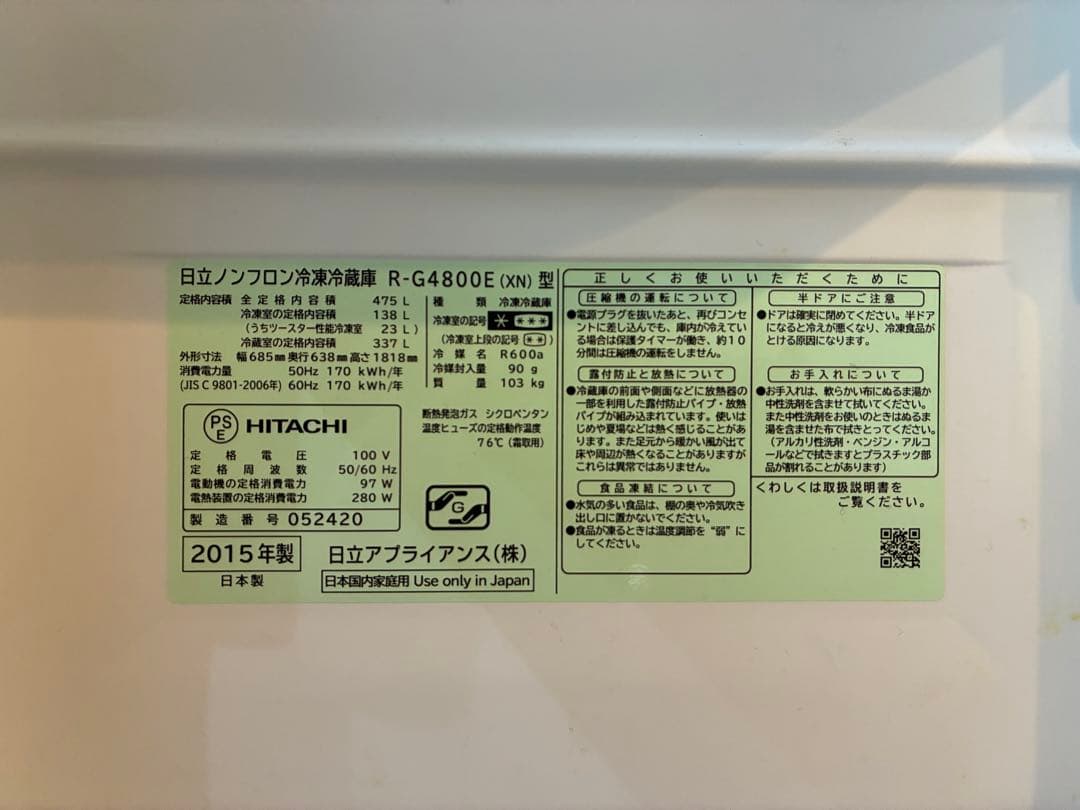 日立ノンフロン冷凍冷蔵庫 R-G4800E (XN) 型
定格内容積 全定格内容積 475 L
冷凍室の定格内容積 138 L
(うちツースター性能冷凍室 23 L)
冷蔵室の定格内容積 337 L
外形寸法 幅 685mm 奥行 638mm 高さ 1818mm
消費電力量 50Hz 170 kWh/年
(JIS C 9801-2006年) 60Hz 170 kWh/年
種類 冷凍冷蔵庫
冷凍室の記号 * ***
(冷凍室上段の記号 **)
冷媒名 R600a
冷媒封入量 90 g
質量 103 kg
PS
E
HITACHI
定格電圧 100 V
定格周波数 50/60 Hz
電動機の定格消費電力 97 W
電熱装置の定格消費電力 280 W
製造番号 052420
断熱発泡ガス シクロペンタン
温度ヒューズの定格動作温度
76℃ (霜取用)
G
2015年製
日本製
日立アプライアンス(株)
日本国内家庭用 Use only in Japan
正しくお使いいただくために
圧縮機の運転について
●電源プラグを抜いたあと、再びコンセ
ントに差し込んでも、庫内が冷えてい
る場合は保護タイマーが働き、約10
分間は圧縮機の運転をしません。
露付防止と放熱について
●冷蔵庫の前面や側面などに放熱器の
一部を利用した露付防止パイプ・放熱
パイプが組み込まれています。使いは
じめや夏場などは熱く感じることがあり
ます。また足元から暖かい風が出て
床や周辺が熱くなることがありますが
これらは異常ではありません。
食品凍結について
●水気の多い食品は、棚の奥や冷気吹き
出し口に置かないでください。
●食品が凍るときは温度調節を“弱”に
してください。
半ドアにご注意
●ドアは確実に閉めてください。半ドア
になると冷えが悪くなり、冷凍食品が
とける原因になります。
お手入れについて
●お手入れは、軟らかい布にぬるま湯か
中性洗剤を含ませて拭いてください。
また中性洗剤をお使いのときはぬるま
湯を含ませた布で拭きとってください。
(アルカリ性洗剤・ベンジン・アルコ
ールなどで拭きますとプラスチック部
品が割れることがあります)
くわしくは取扱説明書を
ご覧ください。